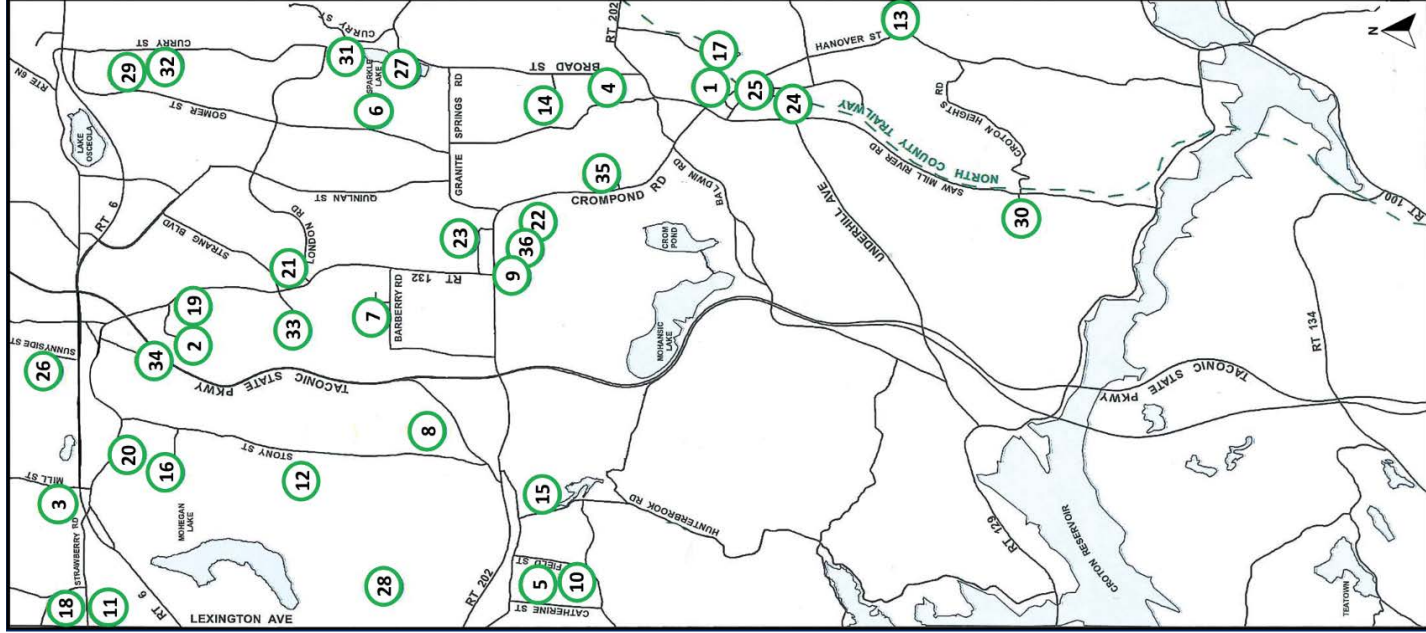 18
11
RT 6
LEXINGTON AVE
STRAWBERRY RD
3
MILL ST
MOHEGAN
LAKE
20
16
12
STONY ST
28
8
26
SUNNYSIDE ST
34
2
19
TACONIC STATE
PKWY
33
21
LONDON RD
STRANG BLVD
RT 6
LAKE
OSCEOLA
RTE 6N
29
32
CURRY ST
GOMER ST
QUINLAN ST
31
CURRY ST
SPARKLE
LAKE
27
6
7
BARBERRY RD
RT 132
23
GRANITE SPRINGS RD
BROAD ST
14
4
9
36
22
35
CROMPOND RD
RT 202
5
10
CATHERINE ST
FIELD ST
15
HUNTERBROOK RD
MOHANSIC
LAKE
CROM
POND
BALDWIN RD
RT 202
1
17
25
24
HANOVER ST
13
UNDERHILL AVE
SAW MILL RIVER RD
NORTH COUNTY TRAILWAY
CROTON HEIGHTS
RD
30
RT 129
CROTON RESERVOIR
TACONIC STATE
PKWY
RT 134
RT 100
TEATOWN
N